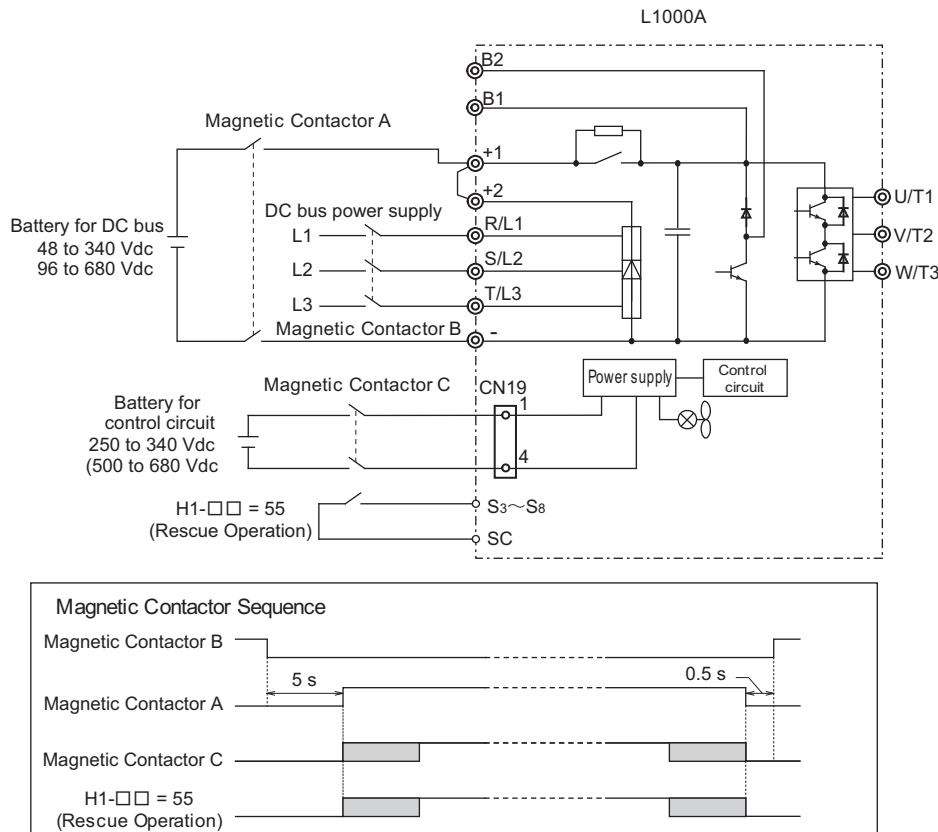 L1000A
B2
B1
Magnetic Contactor A
+1
+2
Battery for DC bus
48 to 340 Vdc
96 to 680 Vdc
DC bus power supply
L1
R/L1
L2
S/L2
L3
T/L3
Magnetic Contactor B
-
U/T1
V/T2
W/T3
Magnetic Contactor C
CN19
1
4
Power supply
Control
circuit
Battery for
control circuit
250 to 340 Vdc
(500 to 680 Vdc
H1-□□ = 55
(Rescue Operation)
S3～S8
SC
Magnetic Contactor Sequence
Magnetic Contactor B
5 s
0.5 s
Magnetic Contactor A
Magnetic Contactor C
H1-□□ = 55
(Rescue Operation)